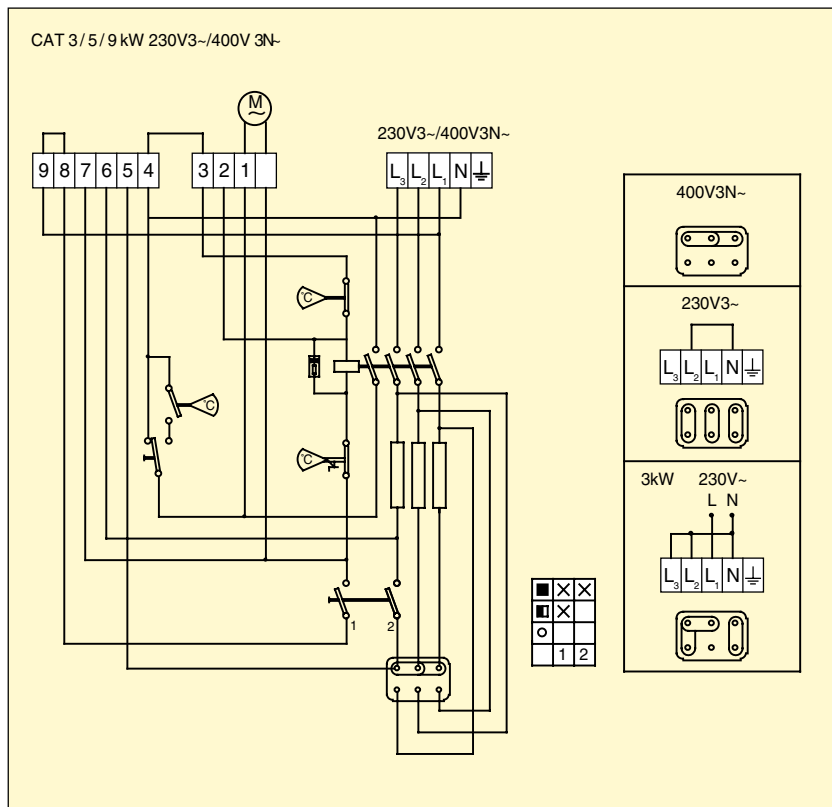 CAT 3 / 5 / 9 kW 230V3~/400V 3N~
M
~
230V3~/400V3N~
9 8 7 6 5 4
3 2 1
L3 L2 L1 N
400V3N~
230V3~
L3 L2 L1 N
3kW 230V~
L N
L3 L2 L1 N
°C
°C
°C
1 2
1 2